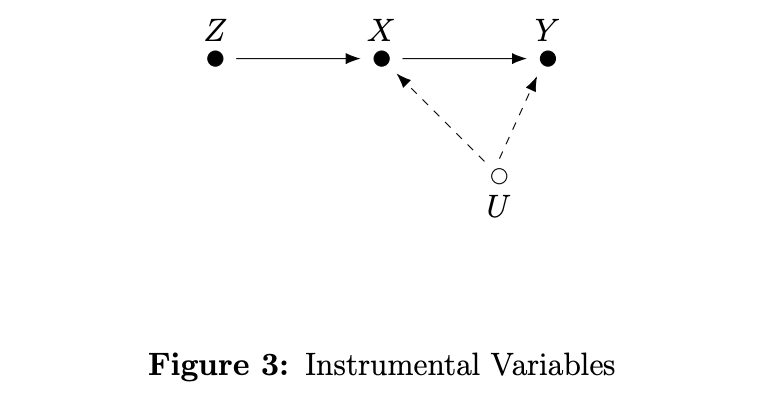 Z X Y
U
Figure 3: Instrumental Variables